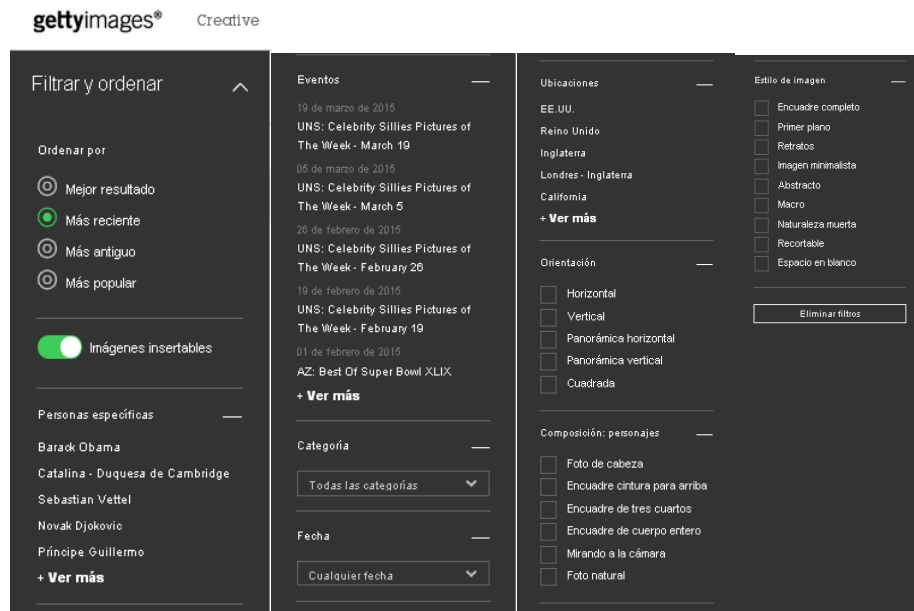 gettyimages® Creative
Filtrar y ordenar
Ordenar por
Mejor resultado
Más reciente
Más antiguo
Más popular
Imágenes insertables
Personas específicas
Barack Obama
Catalina - Duquesa de Cambridge
Sebastian Vettel
Novak Djokovic
Príncipe Guillermo
+ Ver más
Eventos
19 de marzo de 2015
UNS: Celebrity Sillies Pictures of
The Week - March 19
05 de marzo de 2015
UNS: Celebrity Sillies Pictures of
The Week - March 5
26 de febrero de 2015
UNS: Celebrity Sillies Pictures of
The Week - February 26
19 de febrero de 2015
UNS: Celebrity Sillies Pictures of
The Week - February 19
01 de febrero de 2015
AZ: Best Of Super Bowl XLIX
+ Ver más
Categoría
Todas las categorías
Fecha
Cualquier fecha
Ubicaciones
EE.UU.
Reino Unido
Inglaterra
Londres - Inglaterra
California
+ Ver más
Orientación
Horizontal
Vertical
Panorámica horizontal
Panorámica vertical
Cuadrada
Composición: personajes
Foto de cabeza
Encuadre cintura para arriba
Encuadre de tres cuartos
Encuadre de cuerpo entero
Mirando a la cámara
Foto natural
Estilo de imagen
Encuadre completo
Primer plano
Retratos
Imagen minimalista
Abstracto
Macro
Naturaleza muerta
Recortable
Espacio en blanco
Eliminar filtros